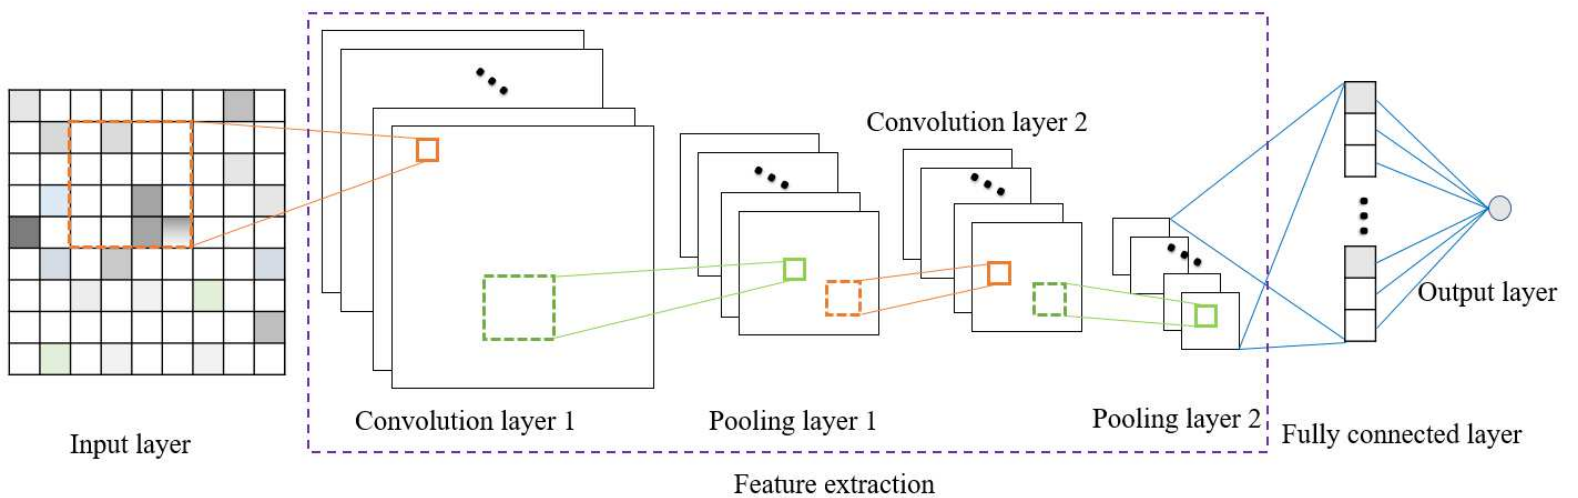 Convolution layer 2
Output layer
Convolution layer 1
Pooling layer 1
Pooling layer 2
Fully connected layer
Input layer
Feature extraction